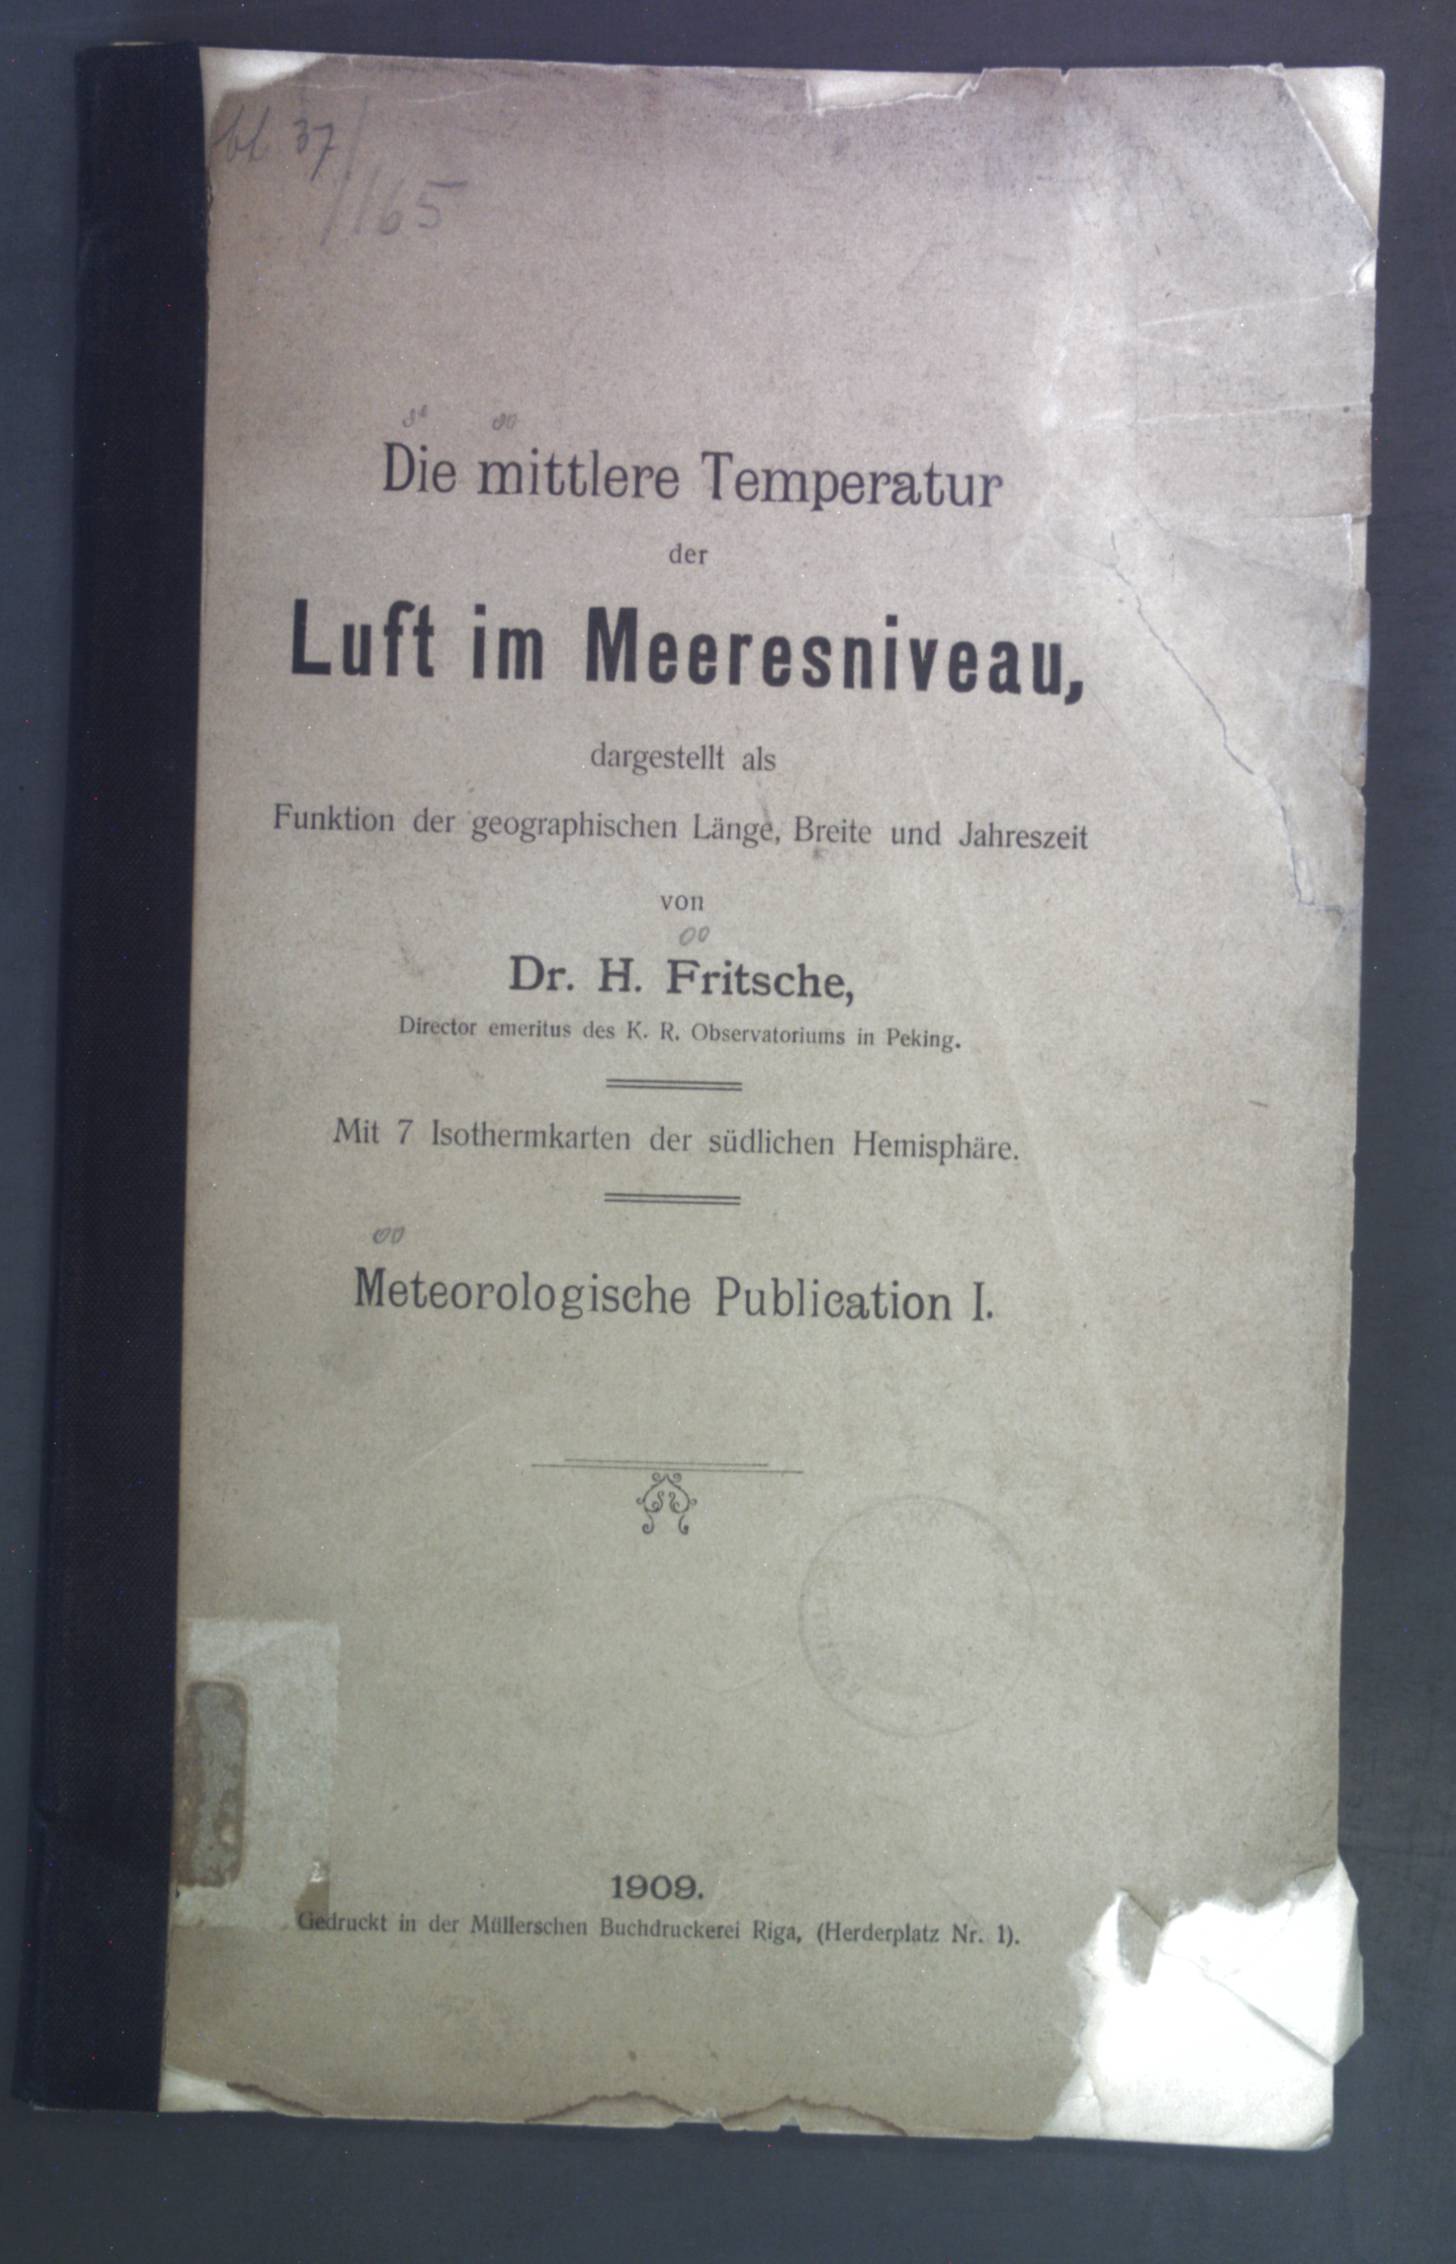 37/
/165
Die mittlere Temperatur
der
Luft im Meeresniveau,
dargestellt als
Funktion der geographischen Länge, Breite und Jahreszeit
von
Dr. H. Fritsche,
Director emeritus des K. R. Observatoriums in Peking.
Mit 7 Isothermkarten der südlichen Hemisphäre.
Meteorologische Publication I.
1909.
Gedruckt in der Müllerschen Buchdruckerei Riga, (Herderplatz Nr. 1).